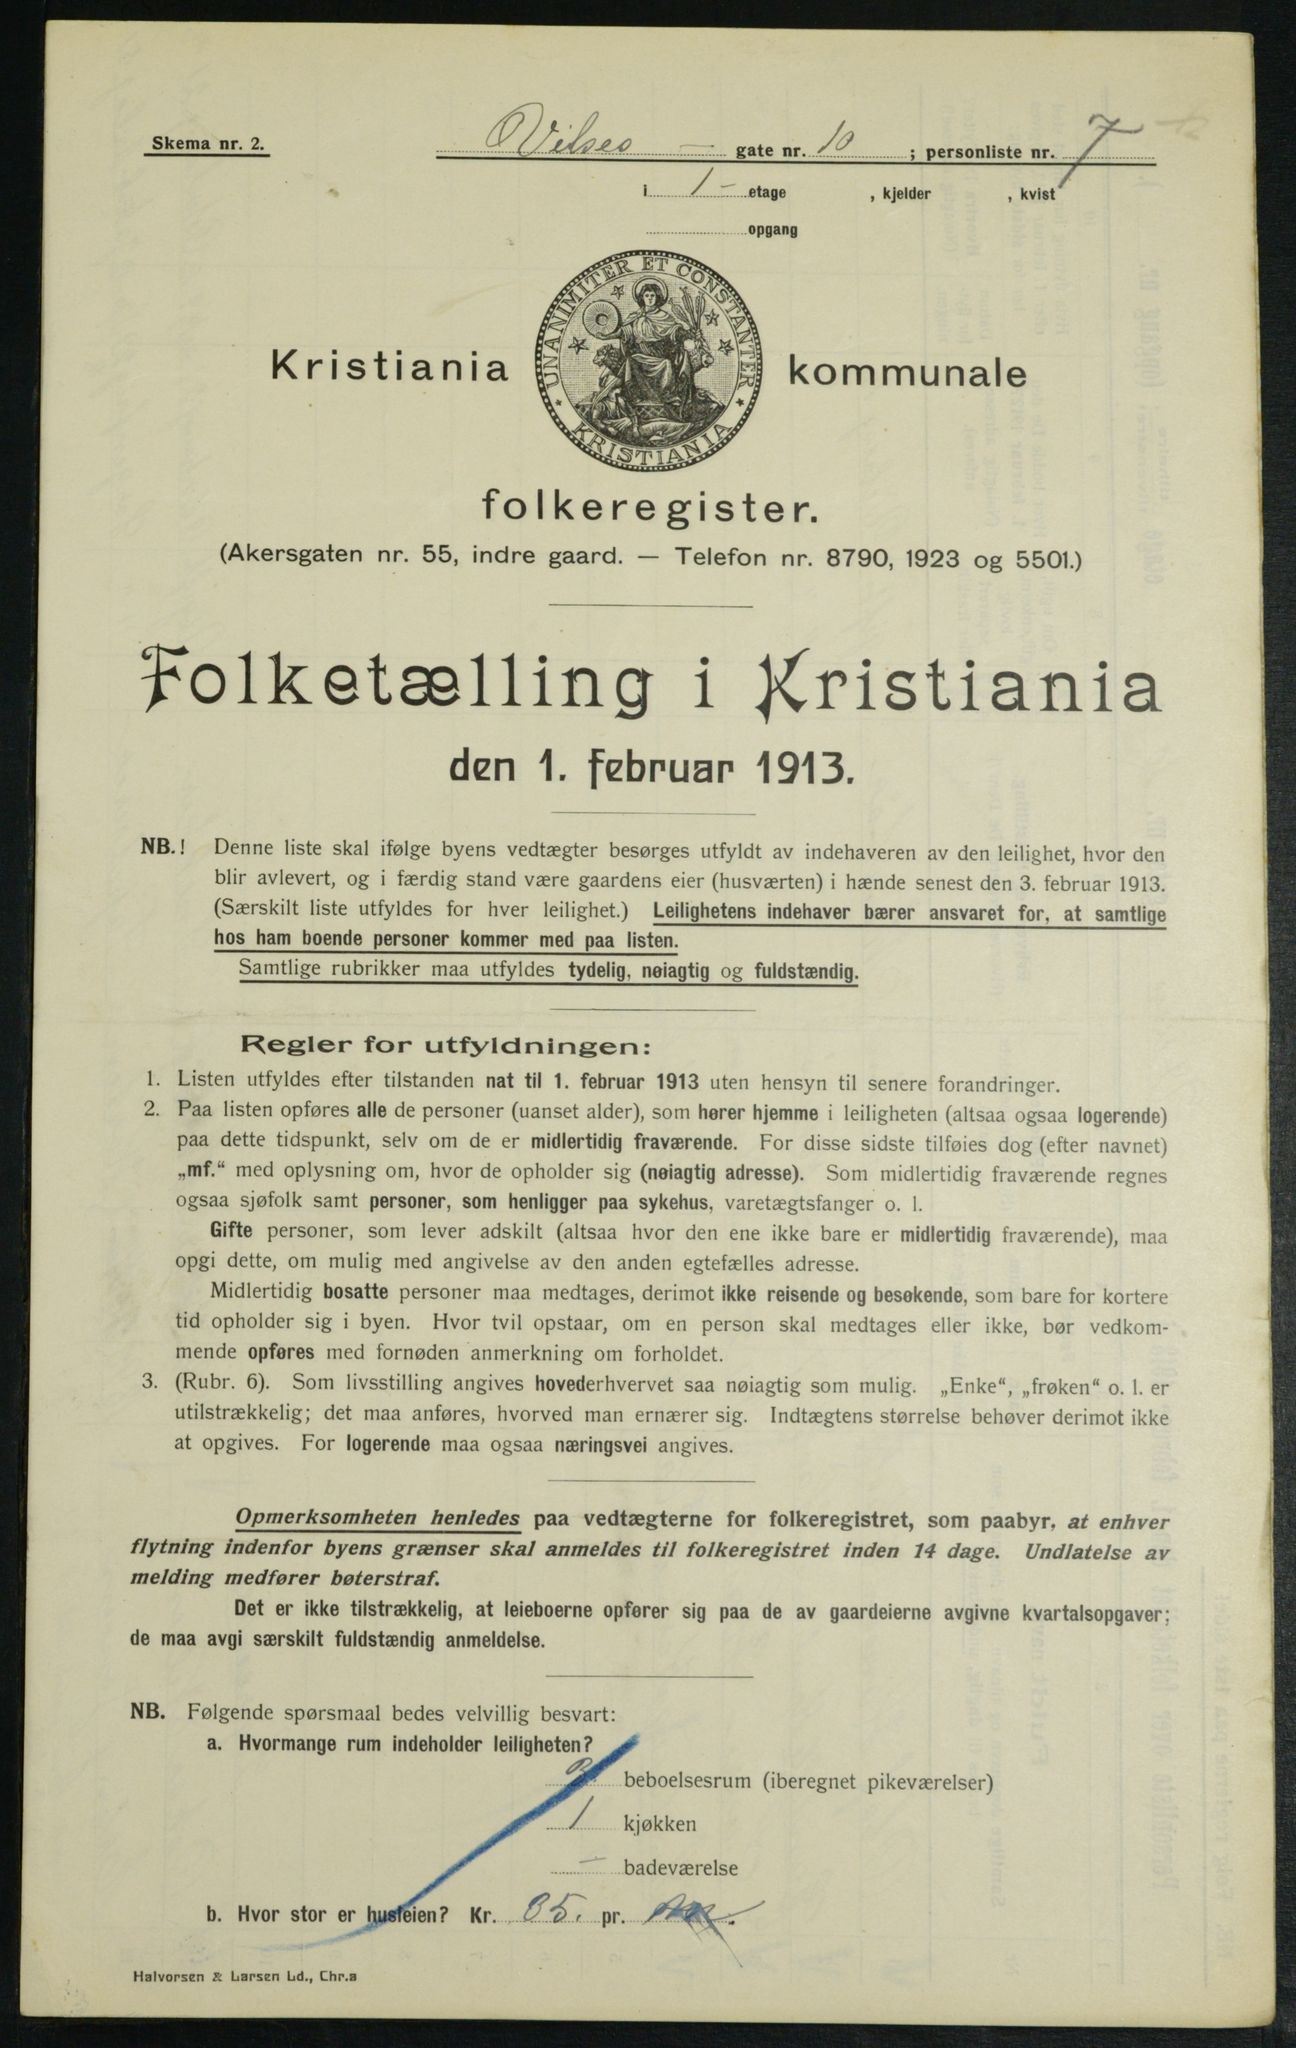 Skema nr. 2.
Vilses — gate nr. 10 ; personliste nr. 7
i 1 – etage , kjelder , kvist
opgang
UNANIMITER ET CONSTANTER
KRISTIANIA
Kristiania kommunale
folkeregister.
(Akersgaten nr. 55, indre gaard. — Telefon nr. 8790, 1923 og 5501.)
Folketælling i Kristiania
den 1. februar 1913.
NB.! Denne liste skal ifølge byens vedtægter besørges utfyldt av indehaveren av den leilighet, hvor den
blir avlevert, og i færdig stand være gaardens eier (husværten) i hænde senest den 3. februar 1913.
(Særskilt liste utfyldes for hver leilighet.) Leilighetens indehaver bærer ansvaret for, at samtlige
hos ham boende personer kommer med paa listen.
Samtlige rubrikker maa utfyldes tydelig, nøiagtig og fuldstændig.
Regler for utfyldningen:
1. Listen utfyldes efter tilstanden nat til 1. februar 1913 uten hensyn til senere forandringer.
2. Paa listen opføres alle de personer (uanset alder), som hører hjemme i leiligheten (altsaa ogsaa logerende)
paa dette tidspunkt, selv om de er midlertidig fraværende. For disse sidste tilføies dog (efter navnet)
„mf.“ med oplysning om, hvor de opholder sig (nøiagtig adresse). Som midlertidig fraværende regnes
ogsaa sjøfolk samt personer, som henligger paa sykehus, varetægtsfanger o. l.
Gifte personer, som lever adskilt (altsaa hvor den ene ikke bare er midlertidig fraværende), maa
opgi dette, om mulig med angivelse av den anden egtefælles adresse.
Midlertidig bosatte personer maa medtages, derimot ikke reisende og besøkende, som bare for kortere
tid opholder sig i byen. Hvor tvil opstaar, om en person skal medtages eller ikke, bør vedkom-
mende opføres med fornøden anmerkning om forholdet.
3. (Rubr. 6). Som livsstilling angives hovederhvervet saa nøiagtig som mulig. „Enke“, „frøken“ o. l. er
utilstrækkelig; det maa anføres, hvorved man ernærer sig. Indtægtens størrelse behøver derimot ikke
at opgives. For logerende maa ogsaa næringsvei angives.
Opmerksomheten henledes paa vedtægterne for folkeregistret, som paabyr, at enhver
flytning indenfor byens grænser skal anmeldes til folkeregistret inden 14 dage. Undlatelse av
melding medfører bøterstraf.
Det er ikke tilstrækkelig, at leieboerne opfører sig paa de av gaardeierne avgivne kvartalsopgaver;
de maa avgi særskilt fuldstændig anmeldelse.
NB. Følgende spørsmaal bedes velvillig besvart:
a. Hvormange rum indeholder leiligheten?
beboelsesrum (iberegnet pikeværelser)
1 kjøkken
– badeværelse
b. Hvor stor er husleien? Kr. 35. pr.
Halvorsen & Larsen Ld., Chr.a